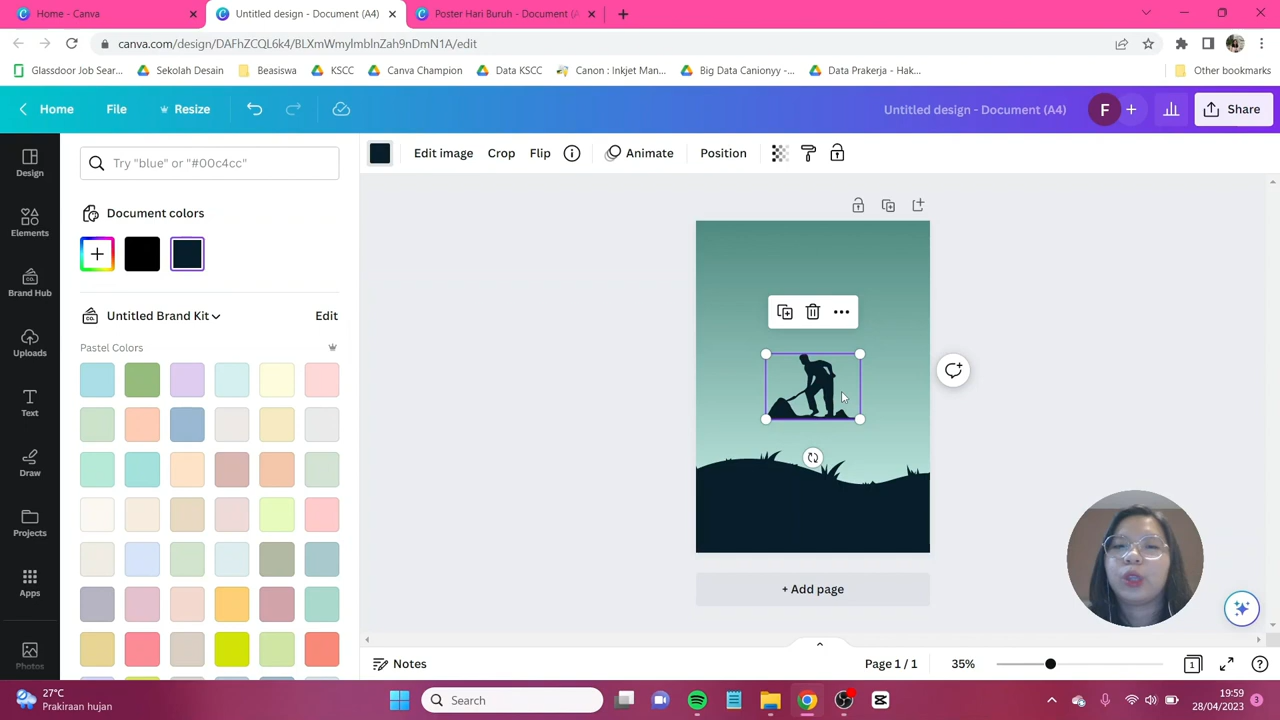 Home - Canva
Untitled design - Document (A4)
Poster Hari Buruh - Document (A
canva.com/design/DAFhZCQL6k4/BLXmWmylmblnZah9nDmN1A/edit
Glassdoor Job Sear...
Sekolah Desain
Beasiswa
KSCC
Canva Champion
Data KSCC
Canon : Inkjet Man...
Big Data Canionyy -...
Data Prakerja - Hak...
Other bookmarks
Home
File
Resize
Untitled design - Document (A4)
F
Share
Try "blue" or "#00c4cc"
Edit image
Crop
Flip
Animate
Position
Design
Elements
Brand Hub
Uploads
Text
Draw
Projects
Apps
Photos
Document colors
CO.
Untitled Brand Kit
Edit
Pastel Colors
+ Add page
Notes
Page 1 / 1
35%
1
27°C
Prakiraan hujan
Search
19:59
28/04/2023
3